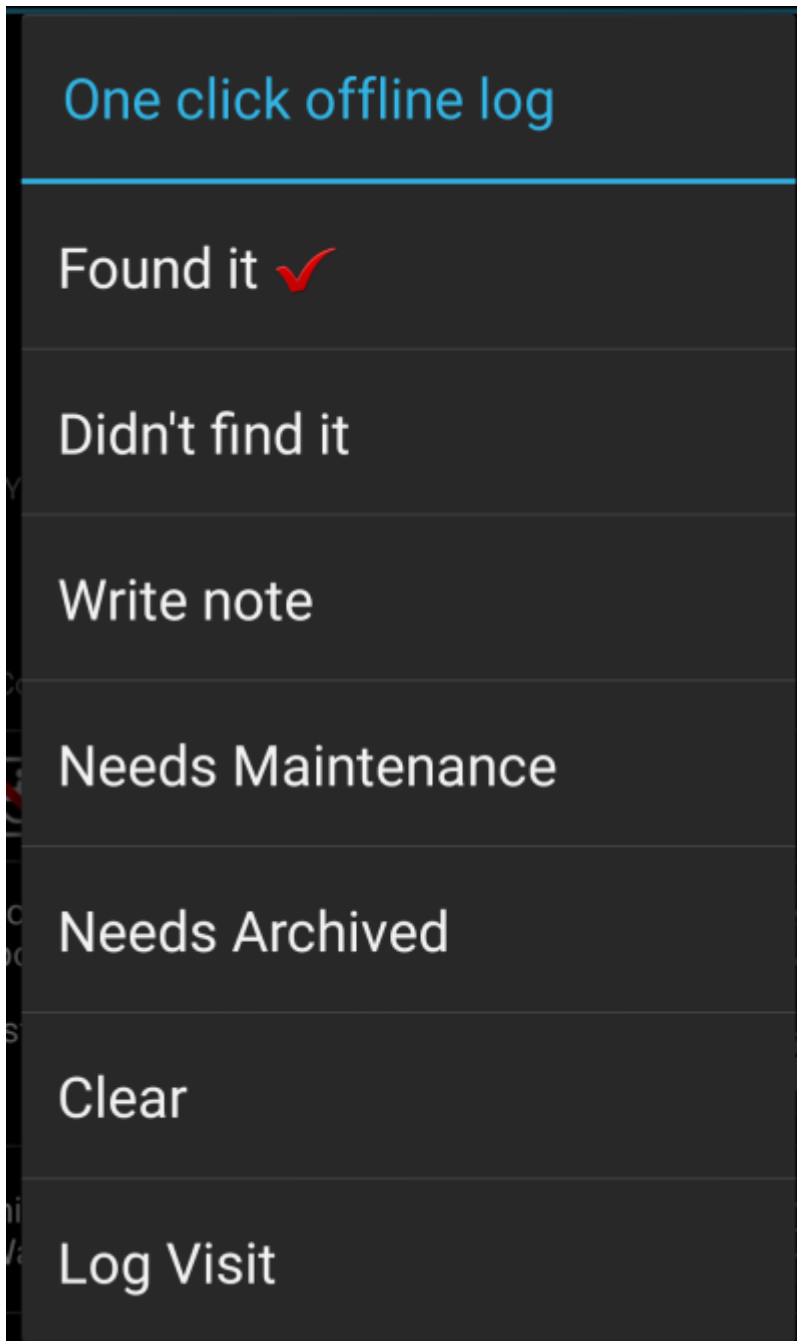 One click offline log
Found it
Didn't find it
Write note
Needs Maintenance
Needs Archived
Clear
Log Visit